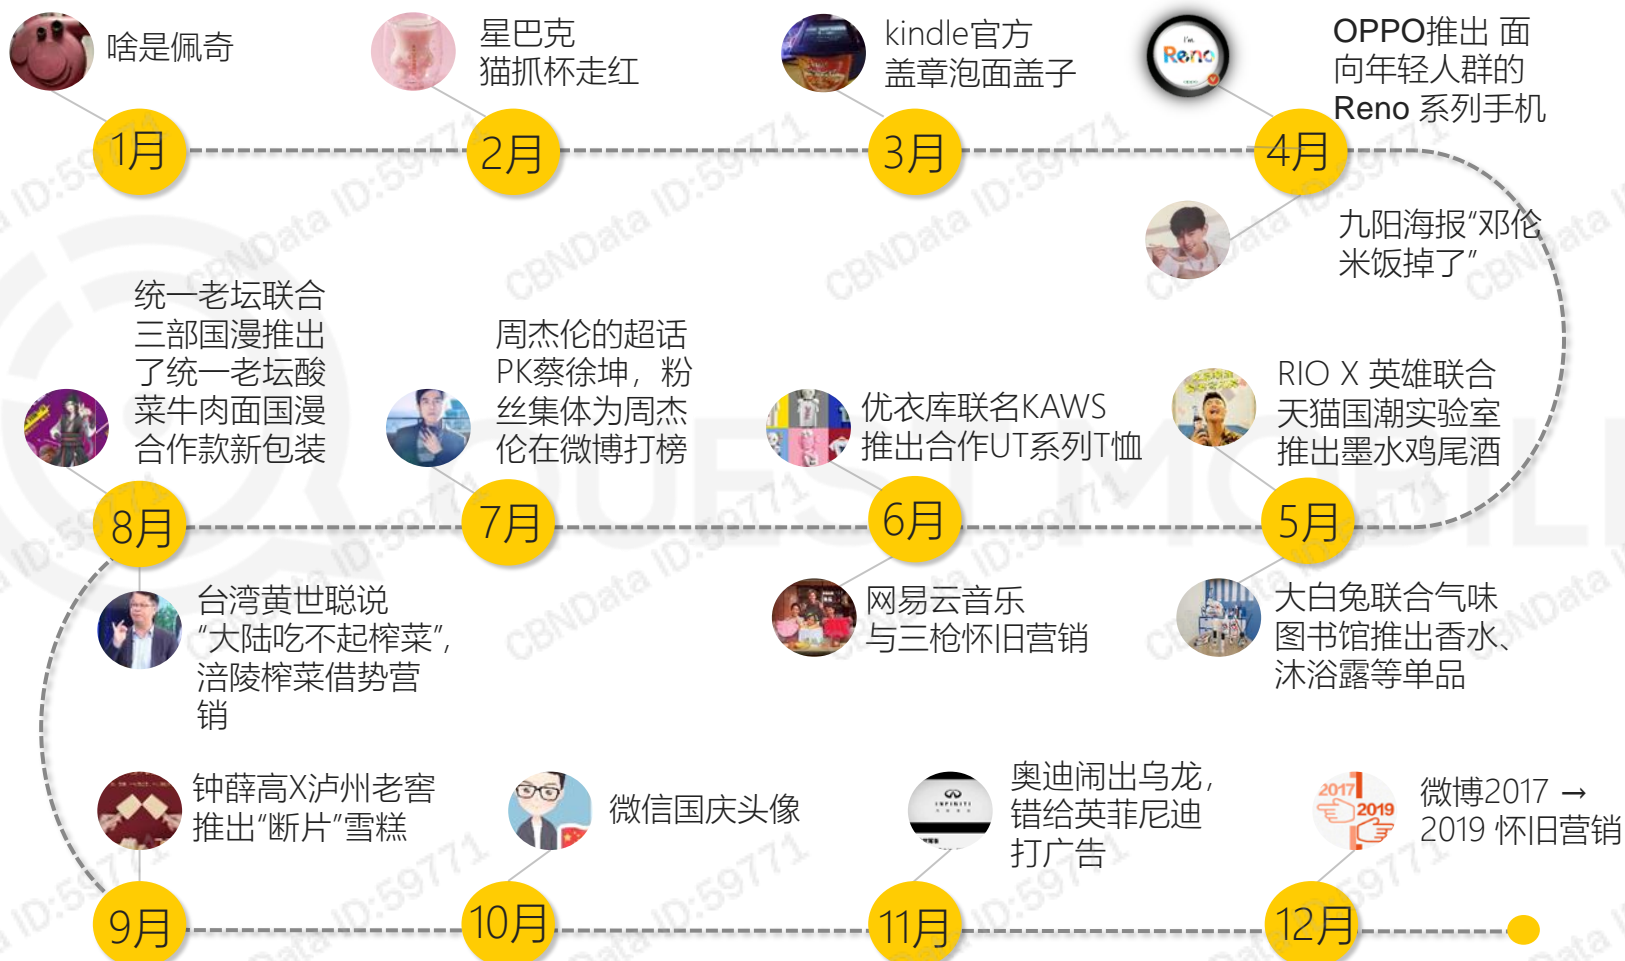 啥是佩奇
星巴克
猫抓杯走红
kindle官方
盖章泡面盖子
I'm
Reno
OPPO推出 面
向年轻人群的
Reno 系列手机
1月
2月
3月
4月
九阳海报“邓伦
米饭掉了”
统一老坛联合
三部国漫推出
了统一老坛酸
菜牛肉面国漫
合作款新包装
周杰伦的超话
PK蔡徐坤，粉
丝集体为周杰
伦在微博打榜
优衣库联名KAWS
推出合作UT系列T恤
RIO X 英雄联合
天猫国潮实验室
推出墨水鸡尾酒
8月
7月
6月
5月
台湾黄世聪说
“大陆吃不起榨菜”，
涪陵榨菜借势营
销
网易云音乐
与三枪怀旧营销
大白兔联合气味
图书馆推出香水、
沐浴露等单品
钟薛高X泸州老窖
推出“断片”雪糕
微信国庆头像
INFINITI
奥迪闹出乌龙，
错给英菲尼迪
打广告
2017
2019
微博2017 →
2019 怀旧营销
9月
10月
11月
12月
QUEST MOBIL
CBNData ID:59771